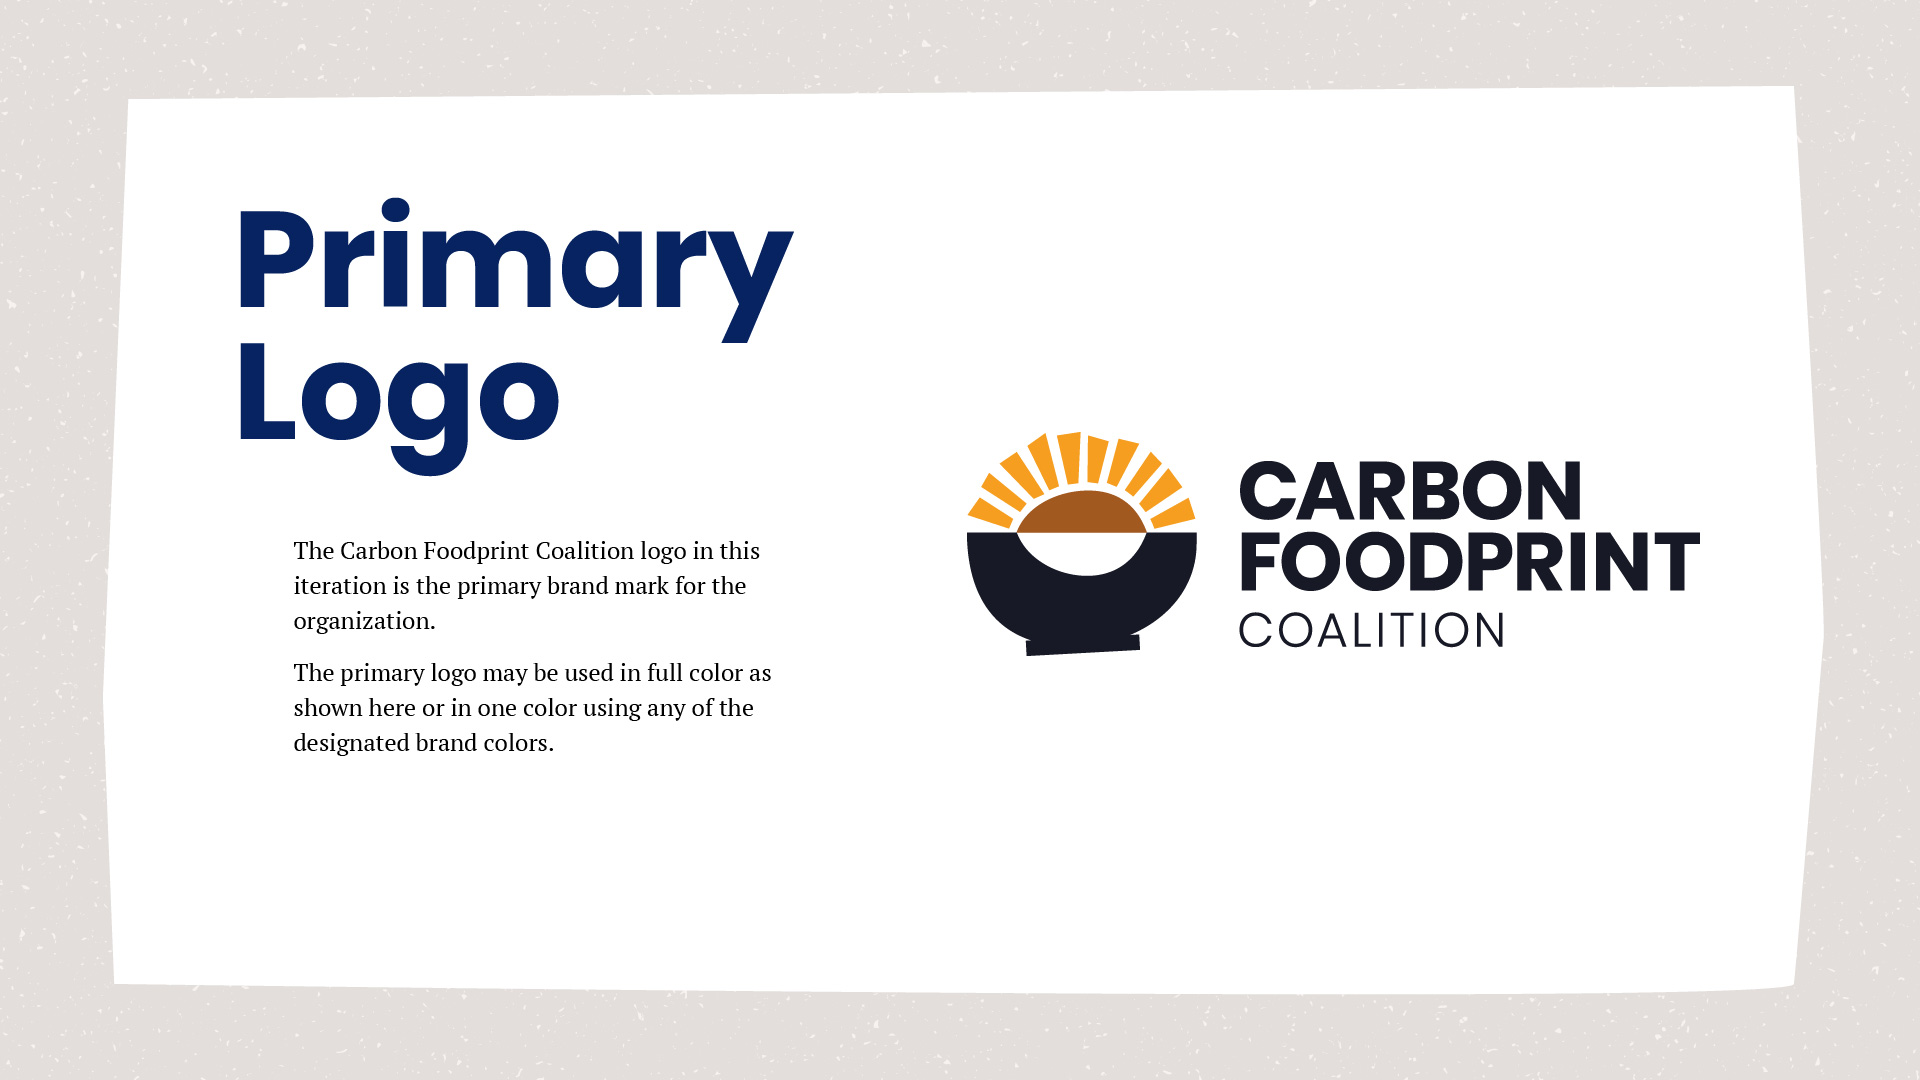 Primary
Logo
The Carbon Foodprint Coalition logo in this
iteration is the primary brand mark for the
organization.
The primary logo may be used in full color as
shown here or in one color using any of the
designated brand colors.
CARBON
FOODPRINT
COALITION